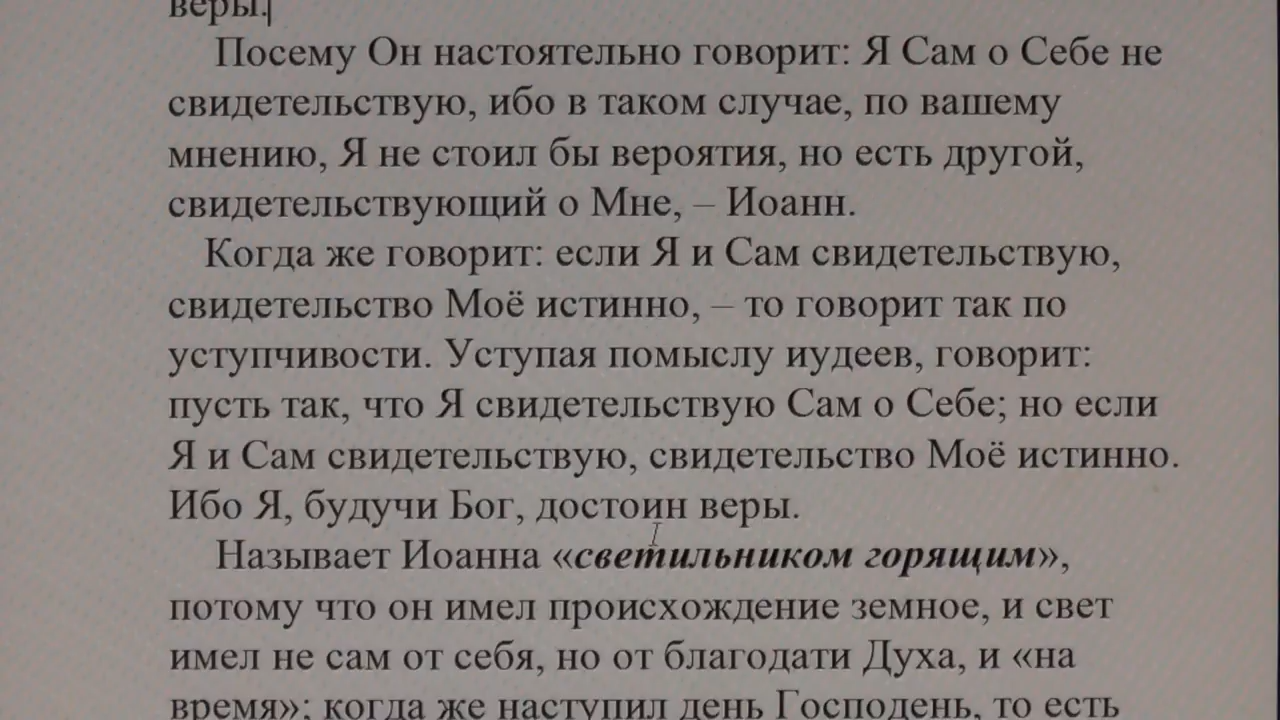 веры.
Посему Он настоятельно говорит: Я Сам о Себе не
свидетельствую, ибо в таком случае, по вашему
мнению, Я не стоил бы вероятия, но есть другой,
свидетельствующий о Мне, – Иоанн.
Когда же говорит: если Я и Сам свидетельствую,
свидетельство Моё истинно, – то говорит так по
уступчивости. Уступая помыслу иудеев, говорит:
пусть так, что Я свидетельствую Сам о Себе; но если
Я и Сам свидетельствую, свидетельство Моё истинно.
Ибо Я, будучи Бог, достоин веры.
Называет Иоанна «светильником горящим»,
потому что он имел происхождение земное, и свет
имел не сам от себя, но от благодати Духа, и «на
время»; когда же наступил день Господень, то есть